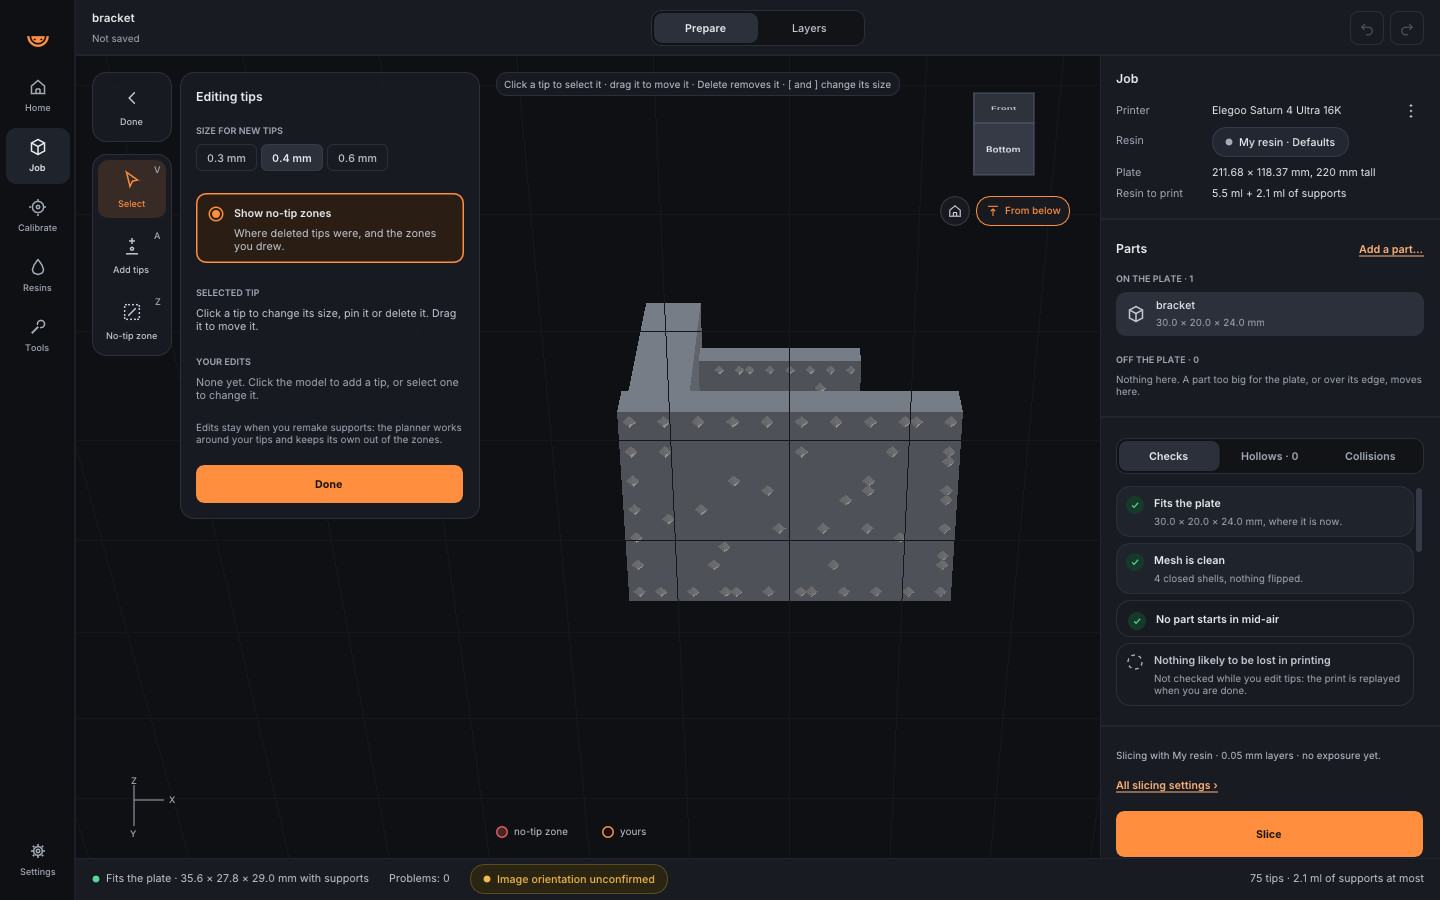 bracket
Not saved
Prepare
Layers
Home
Job
Calibrate
Resins
Tools
Settings
Done
V
Select
A
Add tips
Z
No-tip zone
Editing tips
SIZE FOR NEW TIPS
0.3 mm
0.4 mm
0.6 mm
Show no-tip zones
Where deleted tips were, and the zones
you drew.
SELECTED TIP
Click a tip to change its size, pin it or delete it. Drag
it to move it.
YOUR EDITS
None yet. Click the model to add a tip, or select one
to change it.
Edits stay when you remake supports: the planner works
around your tips and keeps its own out of the zones.
Done
Click a tip to select it · drag it to move it · Delete removes it · [ and ] change its size
Front
Bottom
From below
Z
X
Y
no-tip zone
yours
Job
Printer
Elegoo Saturn 4 Ultra 16K
Resin
My resin · Defaults
Plate
211.68 × 118.37 mm, 220 mm tall
Resin to print
5.5 ml + 2.1 ml of supports
Parts
Add a part...
ON THE PLATE · 1
bracket
30.0 × 20.0 × 24.0 mm
OFF THE PLATE · 0
Nothing here. A part too big for the plate, or over its edge, moves
here.
Checks
Hollows · 0
Collisions
Fits the plate
30.0 × 20.0 × 24.0 mm, where it is now.
Mesh is clean
4 closed shells, nothing flipped.
No part starts in mid-air
Nothing likely to be lost in printing
Not checked while you edit tips: the print is replayed
when you are done.
Slicing with My resin · 0.05 mm layers · no exposure yet.
All slicing settings ›
Slice
Fits the plate · 35.6 × 27.8 × 29.0 mm with supports
Problems: 0
Image orientation unconfirmed
75 tips · 2.1 ml of supports at most